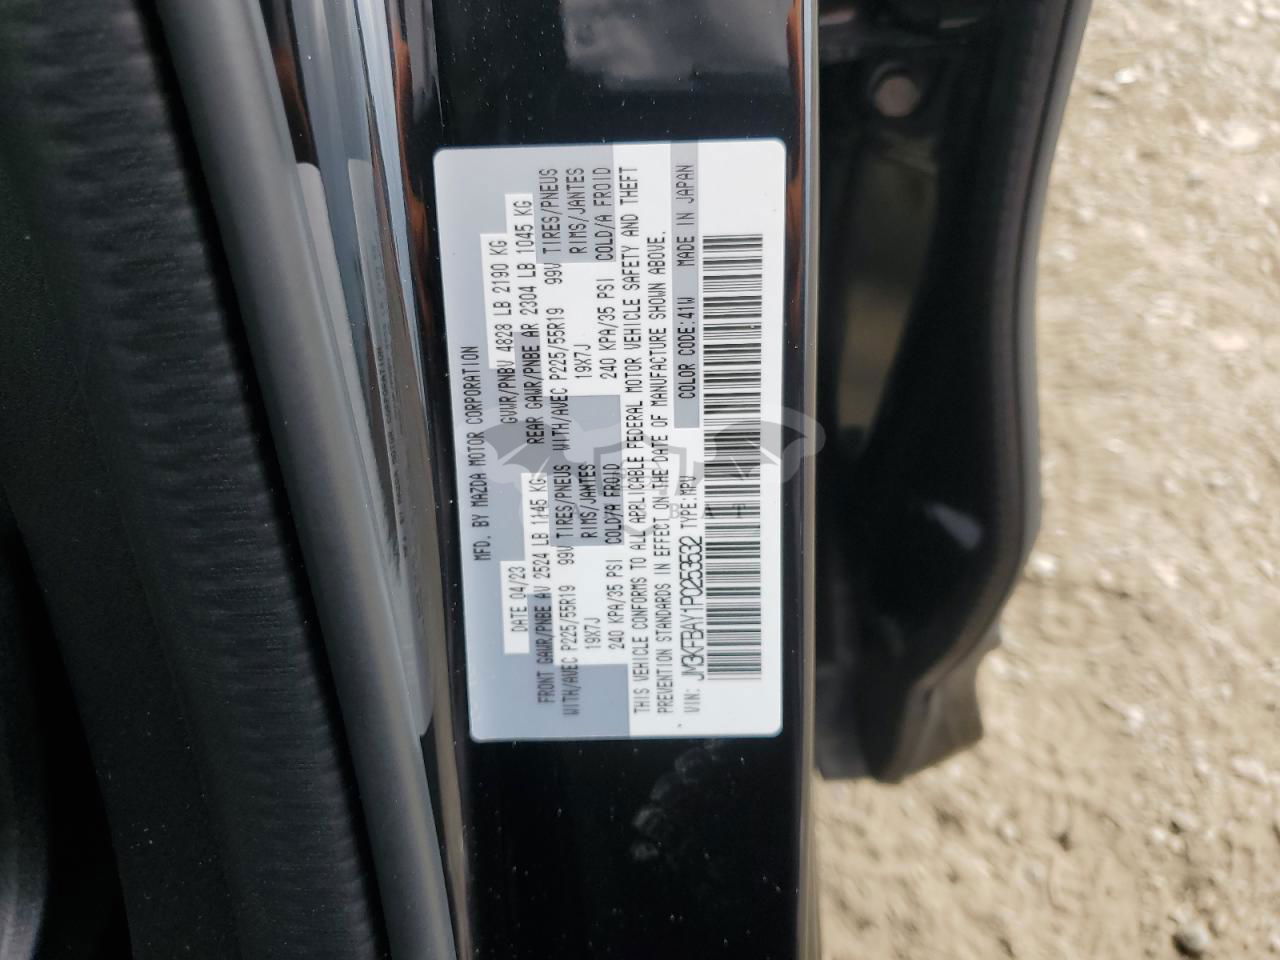 MFD. BY MAZDA MOTOR CORPORATION
DATE 04/23 GVWR/PNBV 4828 LB 2190 KG
FRONT GAWR/PNBE AV 2524 LB 1145 KG REAR GAWR/PNBE AR 2304 LB 1045 KG
WITH/AVEC P225/55R19 99V TIRES/PNEUS WITH/AVEC P225/55R19 99V TIRES/PNEUS
19X7J RIMS/JANTES 19X7J RIMS/JANTES
240 KPA/35 PSI COLD/A FROID 240 KPA/35 PSI COLD/A FROID
THIS VEHICLE CONFORMS TO ALL APPLICABLE FEDERAL MOTOR VEHICLE SAFETY AND THEFT
PREVENTION STANDARDS IN EFFECT ON THE DATE OF MANUFACTURE SHOWN ABOVE.
VIN: JM3KFBAY1P0253532 TYPE:MPV COLOR CODE:41W MADE IN JAPAN